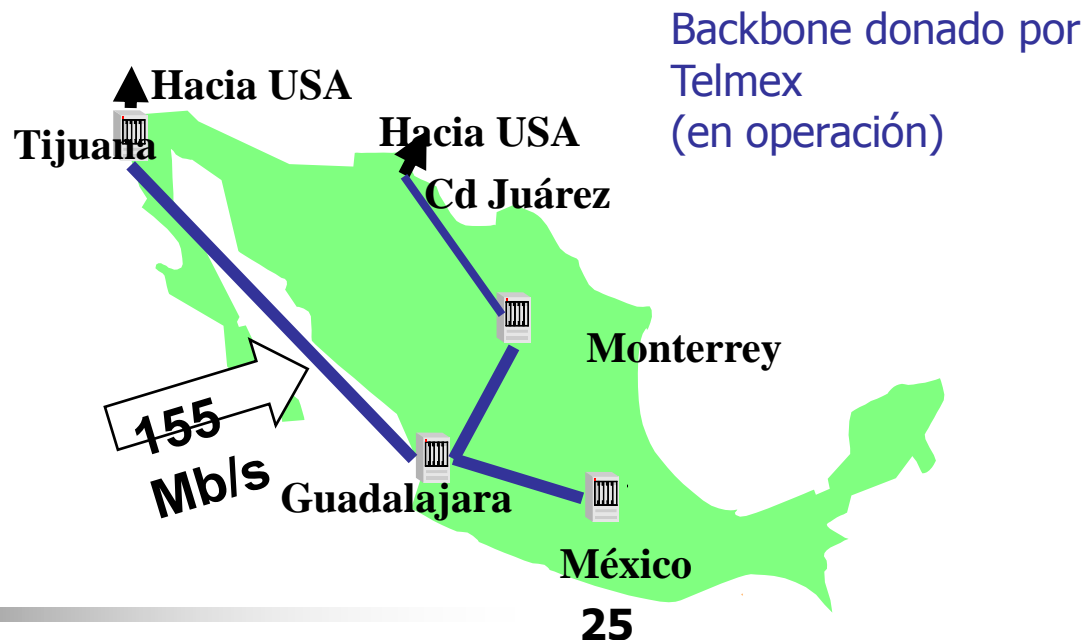 Backbone donado por
Telmex
(en operación)
Hacia USA
Tijuana
Hacia USA
Cd Juárez
Monterrey
155
Mb/s
Guadalajara
México
25